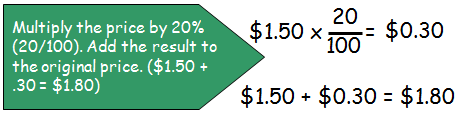 Multiply the price by 20%
(20/100). Add the result to
the original price. ($1.50 +
.30 = $1.80)
$1.50 × 20/100 = $0.30
$1.50 + $0.30 = $1.80